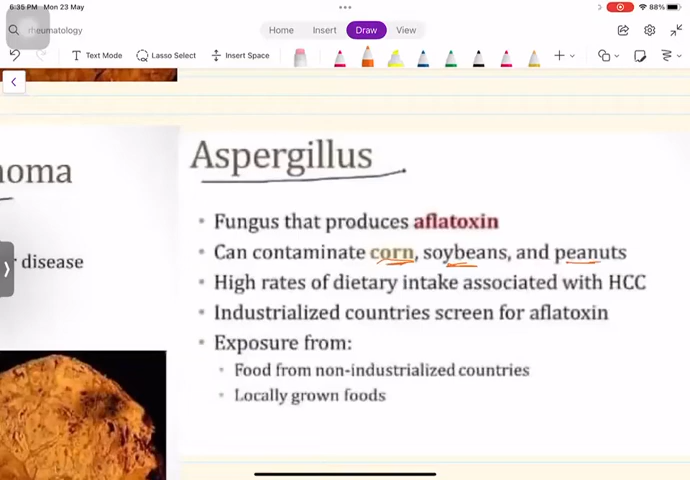 6:35 PM Mon 23 May
88%
rheumatology
Home Insert Draw View
Text Mode Lasso Select Insert Space
noma
disease
Aspergillus
• Fungus that produces aflatoxin
• Can contaminate corn, soybeans, and peanuts
• High rates of dietary intake associated with HCC
• Industrialized countries screen for aflatoxin
• Exposure from:
• Food from non-industrialized countries
• Locally grown foods